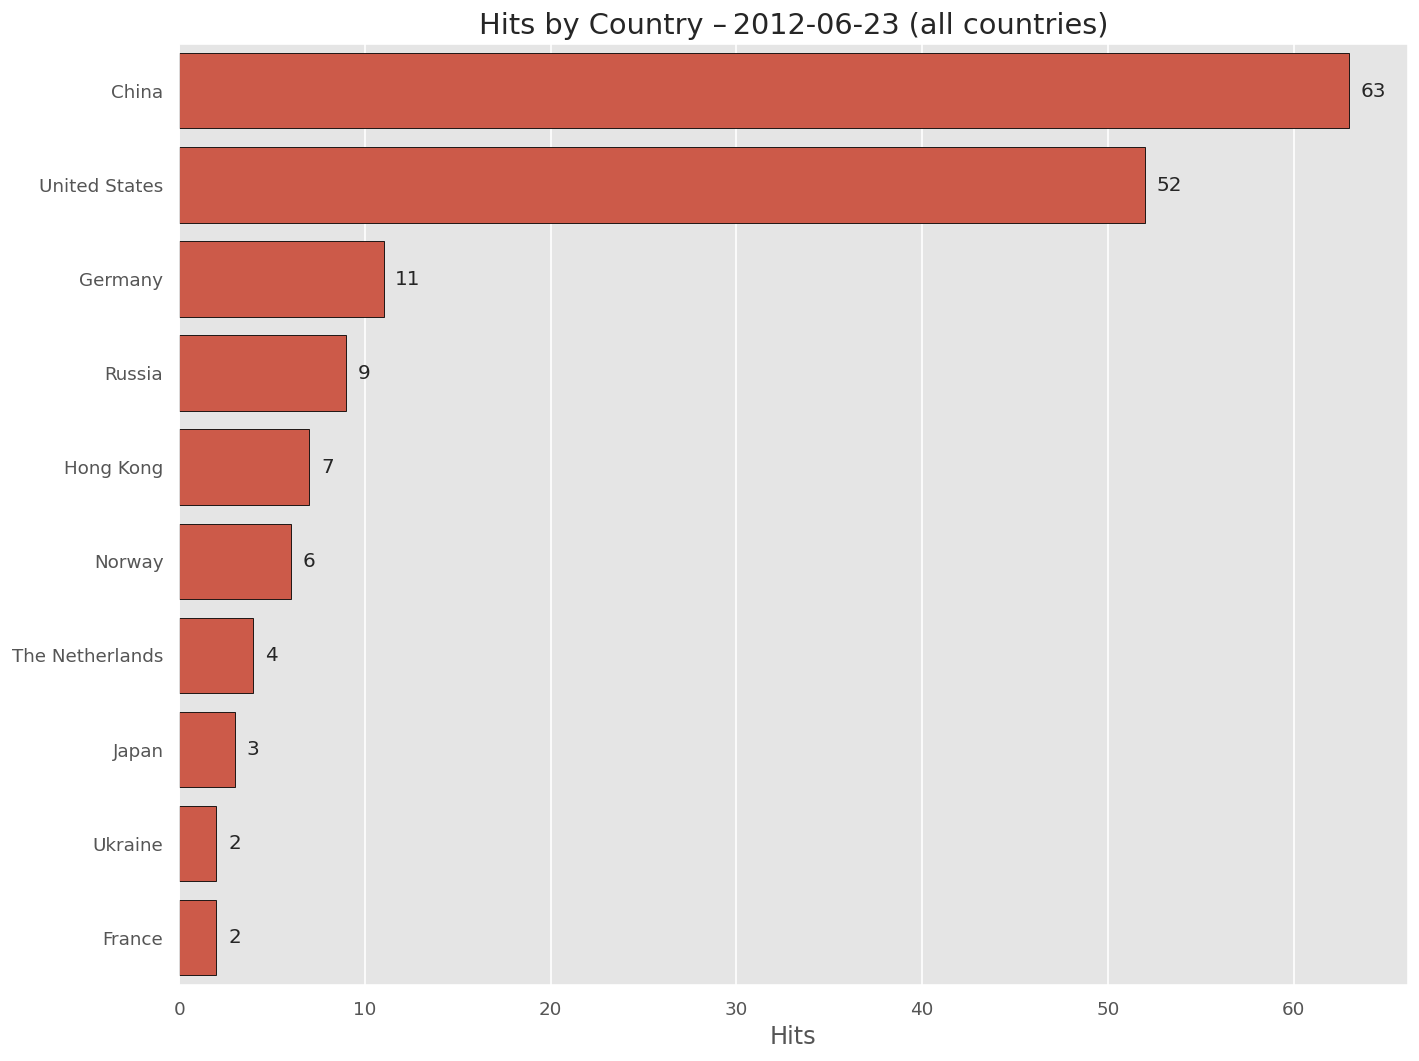 Hits by Country – 2012-06-23 (all countries)
China 63
United States 52
Germany 11
Russia 9
Hong Kong 7
Norway 6
The Netherlands 4
Japan 3
Ukraine 2
France 2
0 10 20 30 40 50 60
Hits